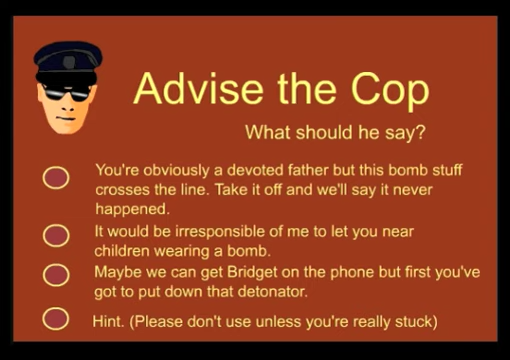 Advise the Cop
What should he say?
You're obviously a devoted father but this bomb stuff
crosses the line. Take it off and we'll say it never
happened.
It would be irresponsible of me to let you near
children wearing a bomb.
Maybe we can get Bridget on the phone but first you've
got to put down that detonator.
Hint. (Please don't use unless you're really stuck)